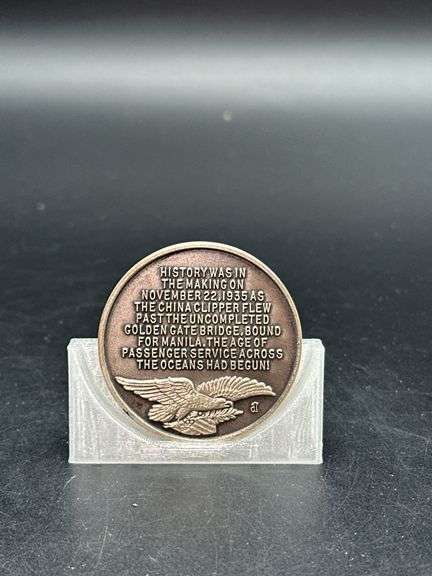 HISTORY WAS IN
THE MAKING ON
NOVEMBER 22, 1935 AS
THE CHINA CLIPPER FLEW
PAST THE UNCOMPLETED
GOLDEN GATE BRIDGE, BOUND
FOR MANILA. THE AGE OF
PASSENGER SERVICE ACROSS
THE OCEANS HAD BEGUN!